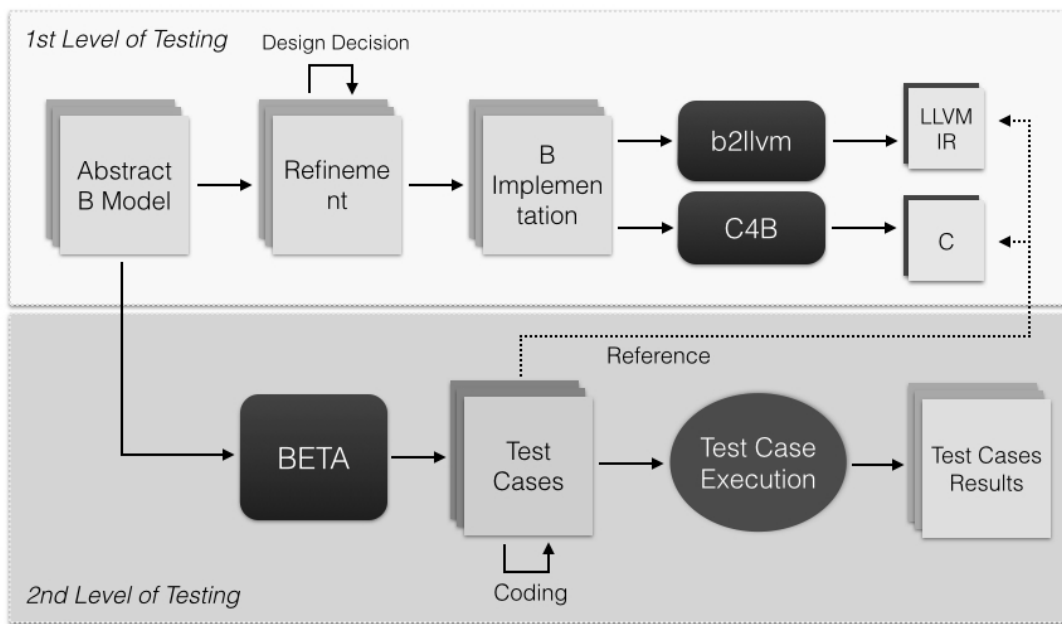 1st Level of Testing
Design Decision
Abstract
B Model
Refineme
nt
B
Implemen
tation
b2llvm
C4B
LLVM
IR
C
Reference
BETA
Test
Cases
Test Case
Execution
Test Cases
Results
Coding
2nd Level of Testing